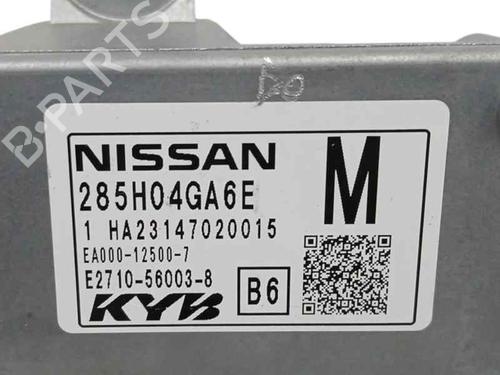 B-PARTS
NISSAN
285H04GA6E
M
1 HA23147020015
EA000-12500-7
E2710-56003-8
KYB
B6